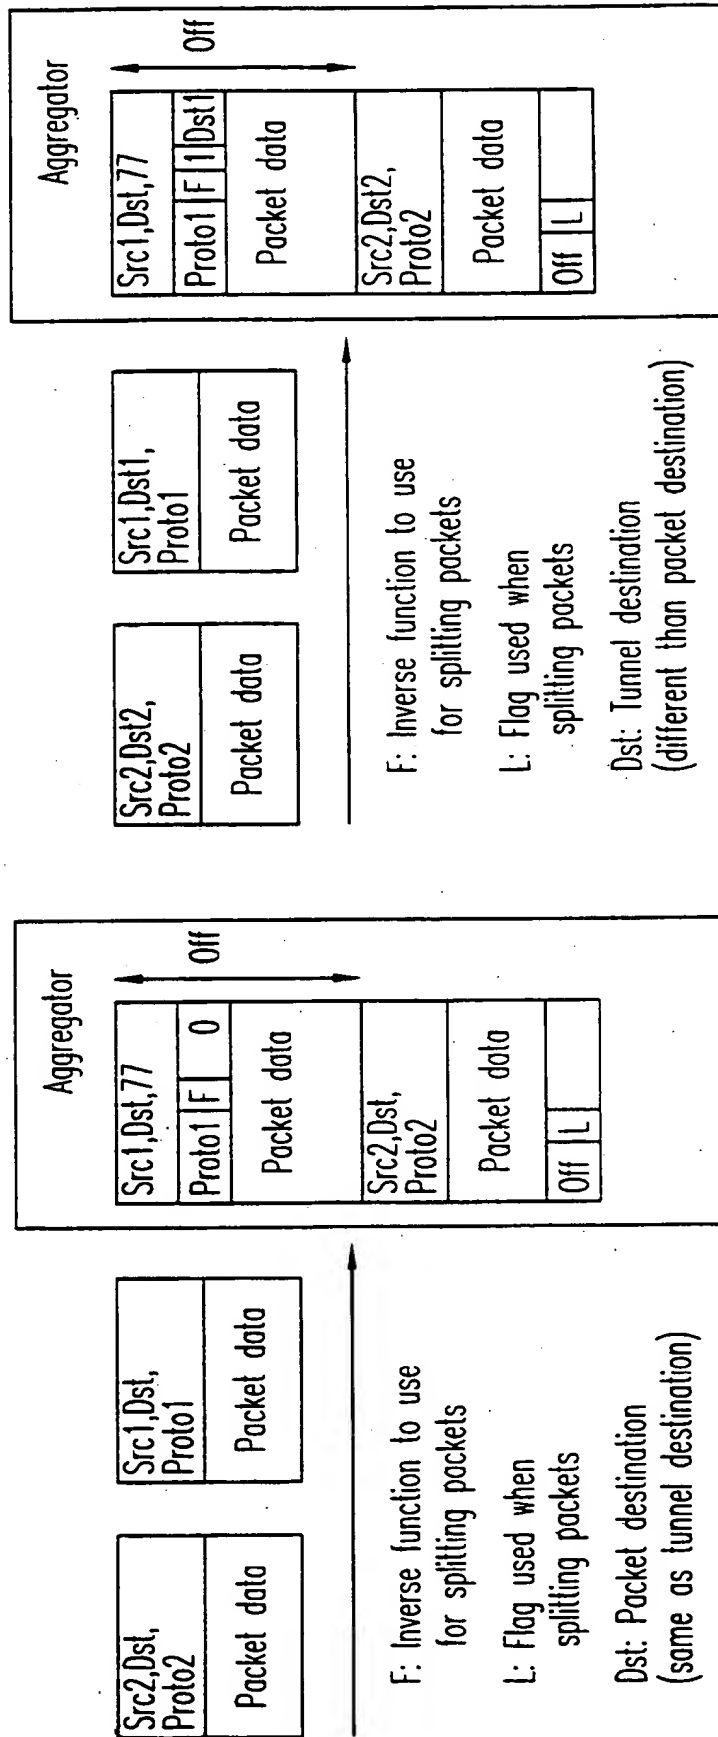 Src2,Dst,
Proto2
Packet data
Src1,Dst,
Proto1
Packet data
F: Inverse function to use
for splitting packets
L: Flag used when
splitting packets
Dst: Packet destination
(same as tunnel destination)
Aggregator
Src1,Dst,77
Proto1 F 0
Packet data
Src2,Dst,
Proto2
Packet data
Off L
Off
Src2,Dst2,
Proto2
Packet data
Src1,Dst1,
Proto1
Packet data
F: Inverse function to use
for splitting packets
L: Flag used when
splitting packets
Dst: Tunnel destination
(different than packet destination)
Aggregator
Src1,Dst,77
Proto1 F 1 Dst1
Packet data
Src2,Dst2,
Proto2
Packet data
Off L
Off